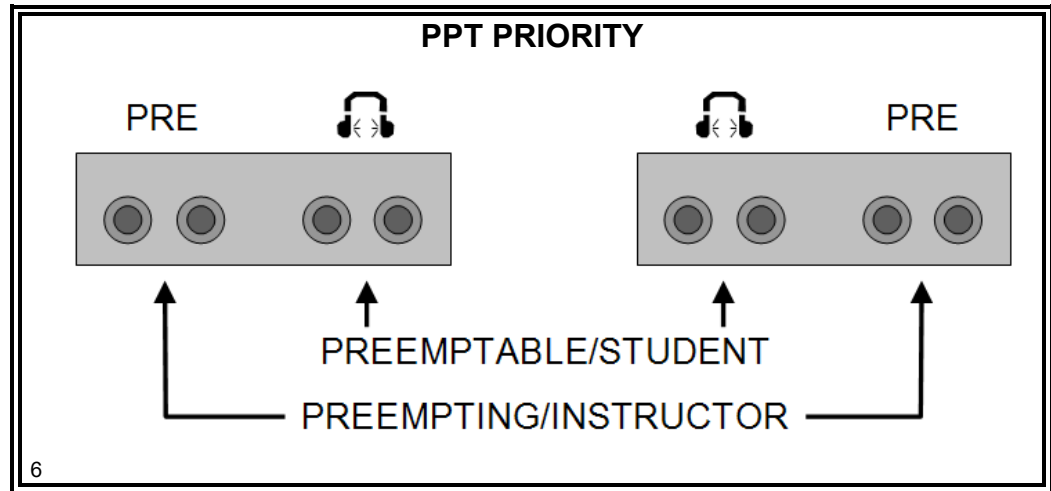 PPT PRIORITY
PRE PRE
PREEMPTABLE/STUDENT
PREEMPTING/INSTRUCTOR
6